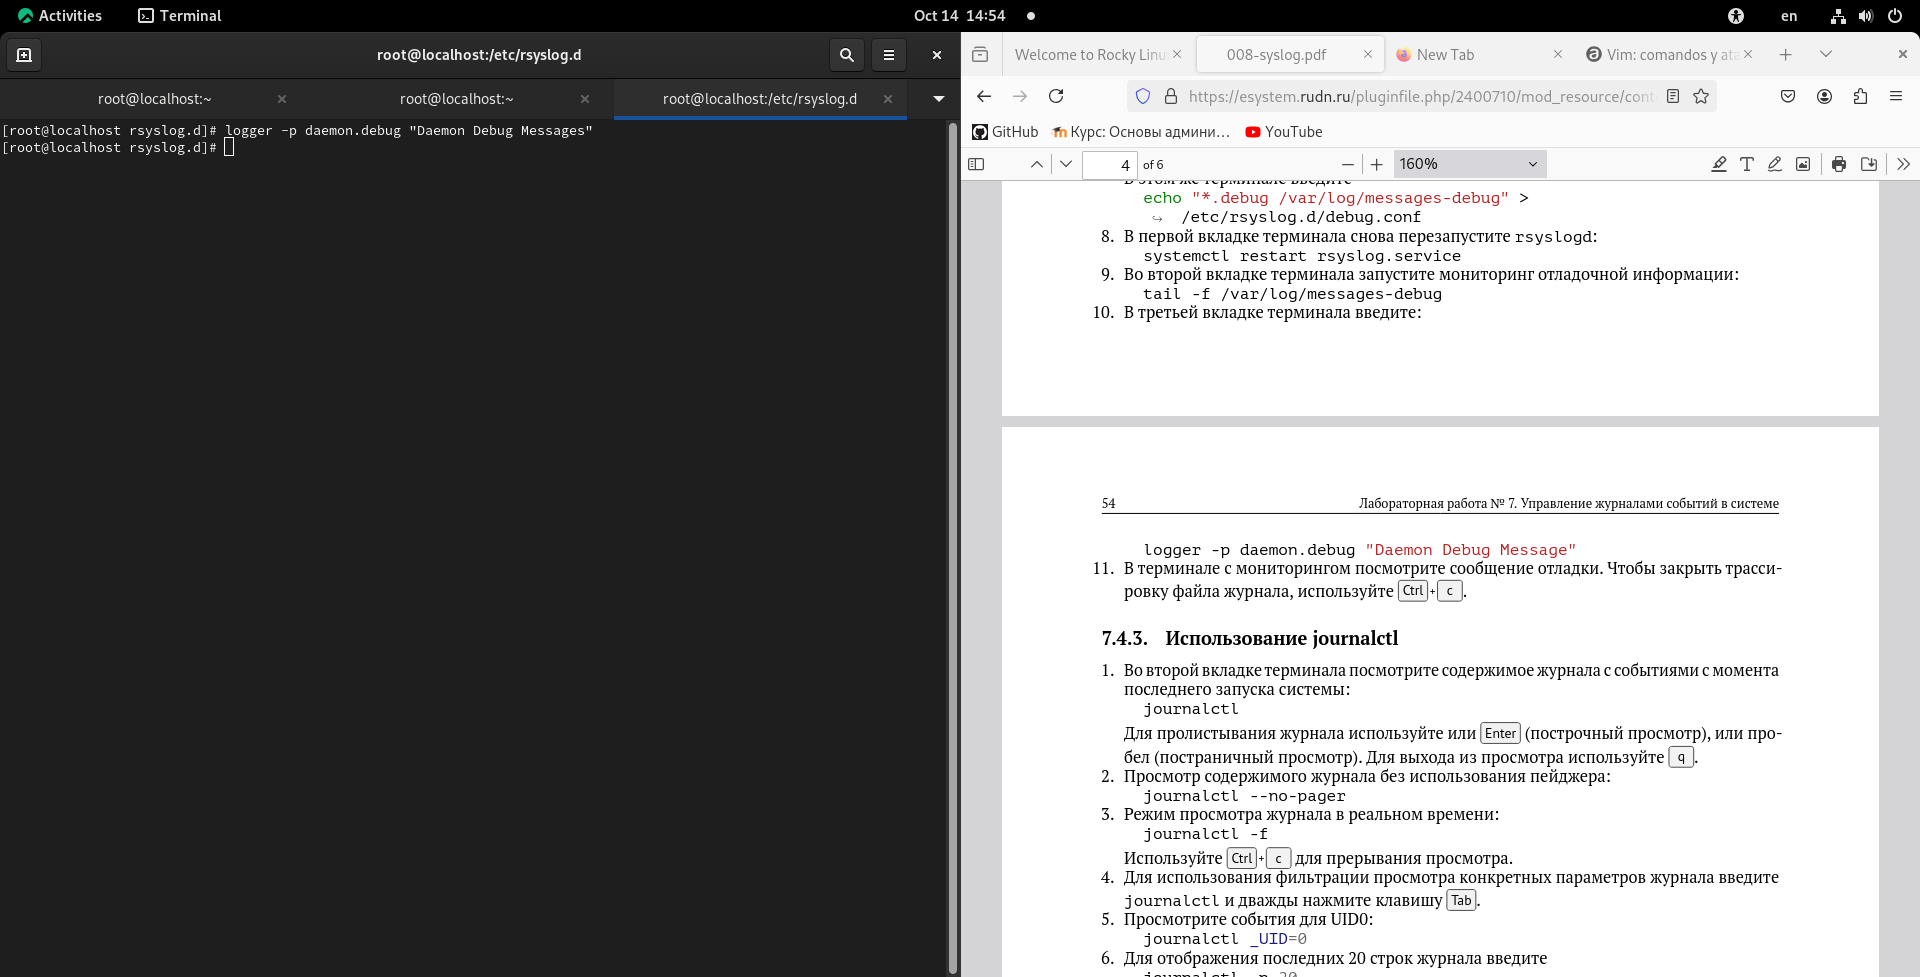 Activities
Terminal
Oct 14 14:54
en
root@localhost:/etc/rsyslog.d
root@localhost:~
root@localhost:~
root@localhost:/etc/rsyslog.d
[root@localhost rsyslog.d]# logger -p daemon.debug "Daemon Debug Messages"
[root@localhost rsyslog.d]#
Welcome to Rocky Linu
008-syslog.pdf
New Tab
Vim: comandos y ata
https://esystem.rudn.ru/pluginfile.php/2400710/mod_resource/cont
GitHub
Курс: Основы админи…
YouTube
4 of 6
160%
В этом же терминале введите
echo "*.debug /var/log/messages-debug" >
↪ /etc/rsyslog.d/debug.conf
8. В первой вкладке терминала снова перезапустите rsyslogd:
systemctl restart rsyslog.service
9. Во второй вкладке терминала запустите мониторинг отладочной информации:
tail -f /var/log/messages-debug
10. В третьей вкладке терминала введите:
54 Лабораторная работа № 7. Управление журналами событий в системе
logger -p daemon.debug "Daemon Debug Message"
11. В терминале с мониторингом посмотрите сообщение отладки. Чтобы закрыть трасси-
ровку файла журнала, используйте Ctrl + c .
7.4.3. Использование journalctl
1. Во второй вкладке терминала посмотрите содержимое журнала с событиями с момента
последнего запуска системы:
journalctl
Для пролистывания журнала используйте или Enter (построчный просмотр), или про-
бел (постраничный просмотр). Для выхода из просмотра используйте q .
2. Просмотр содержимого журнала без использования пейджера:
journalctl --no-pager
3. Режим просмотра журнала в реальном времени:
journalctl -f
Используйте Ctrl + c для прерывания просмотра.
4. Для использования фильтрации просмотра конкретных параметров журнала введите
journalctl и дважды нажмите клавишу Tab .
5. Просмотрите события для UID0:
journalctl _UID=0
6. Для отображения последних 20 строк журнала введите